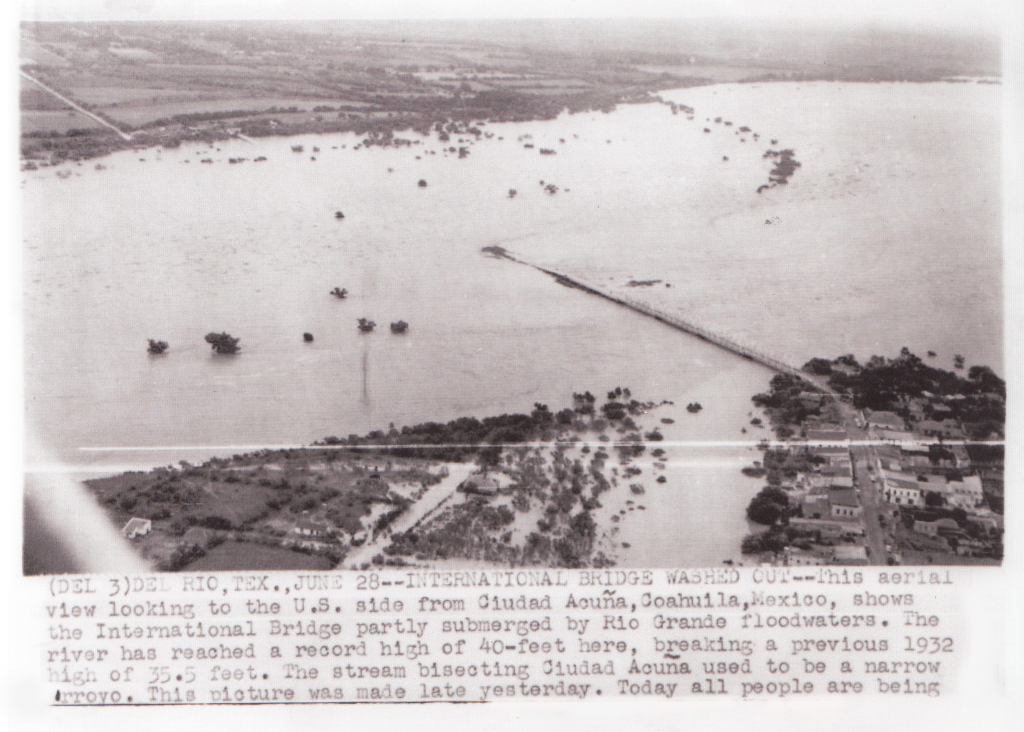 (DEL 3)DEL RIO,TEX.,JUNE 28--INTERNATIONAL BRIDGE WASHED OUT--This aerial
view looking to the U.S. side from Ciudad Acuña,Coahuila,Mexico, shows
the International Bridge partly submerged by Rio Grande floodwaters. The
river has reached a record high of 40-feet here, breaking a previous 1932
high of 35.5 feet. The stream bisecting Ciudad Acuña used to be a narrow
arroyo. This picture was made late yesterday. Today all people are being